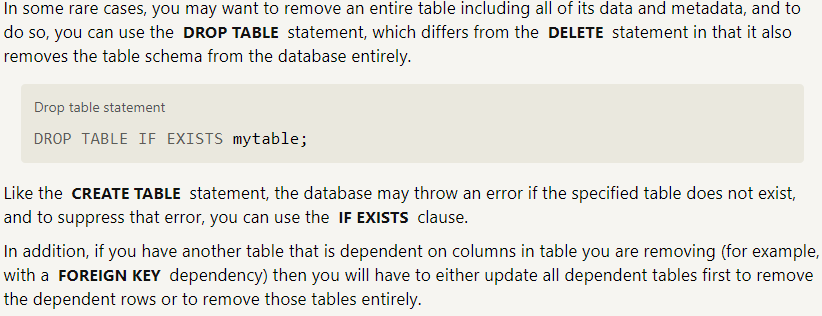 In some rare cases, you may want to remove an entire table including all of its data and metadata, and to
do so, you can use the DROP TABLE statement, which differs from the DELETE statement in that it also
removes the table schema from the database entirely.
Drop table statement
DROP TABLE IF EXISTS mytable;
Like the CREATE TABLE statement, the database may throw an error if the specified table does not exist,
and to suppress that error, you can use the IF EXISTS clause.
In addition, if you have another table that is dependent on columns in table you are removing (for example,
with a FOREIGN KEY dependency) then you will have to either update all dependent tables first to remove
the dependent rows or to remove those tables entirely.